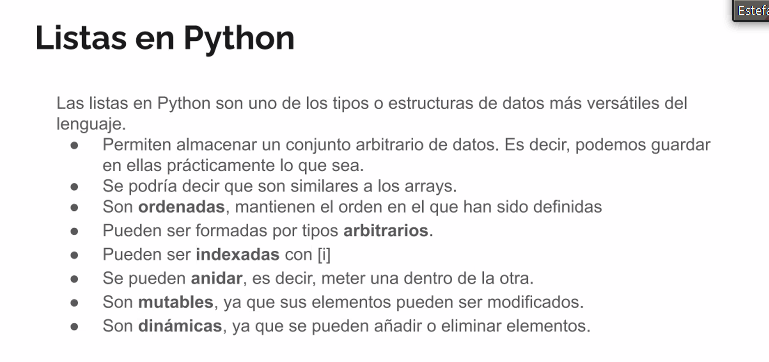 Estefa
Listas en Python
Las listas en Python son uno de los tipos o estructuras de datos más versátiles del
lenguaje.
● Permiten almacenar un conjunto arbitrario de datos. Es decir, podemos guardar
en ellas prácticamente lo que sea.
● Se podría decir que son similares a los arrays.
● Son ordenadas, mantienen el orden en el que han sido definidas
● Pueden ser formadas por tipos arbitrarios.
● Pueden ser indexadas con [i]
● Se pueden anidar, es decir, meter una dentro de la otra.
● Son mutables, ya que sus elementos pueden ser modificados.
● Son dinámicas, ya que se pueden añadir o eliminar elementos.